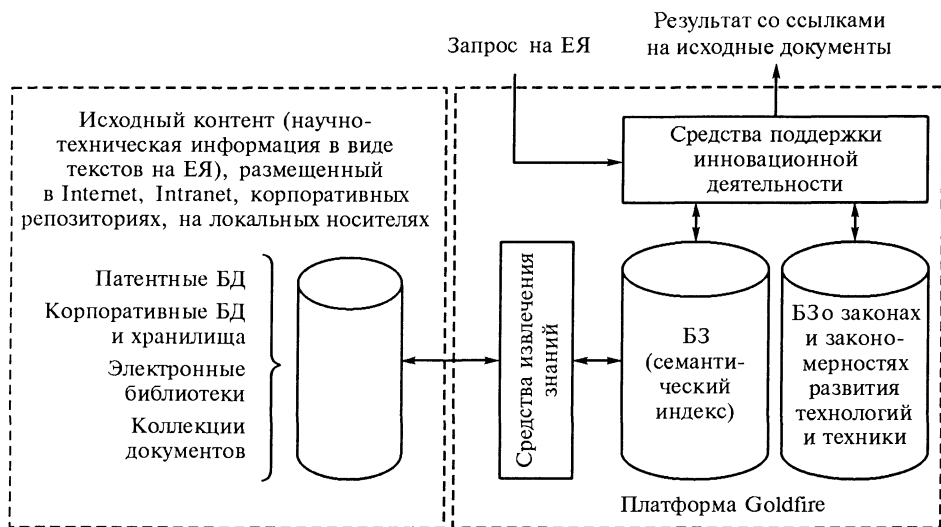 Запрос на ЕЯ
Результат со ссылками
на исходные документы
Исходный контент (научно-
техническая информация в виде
текстов на ЕЯ), размещенный
в Internet, Intranet, корпоративных
репозиториях, на локальных носителях
Патентные БД
Корпоративные БД
и хранилища
Электронные
библиотеки
Коллекции
документов
Средства извлечения
знаний
Средства поддержки
инновационной
деятельности
БЗ
(семанти-
ческий
индекс)
БЗ о законах
и законо-
мерностях
развития
технологий
и техники
Платформа Goldfire